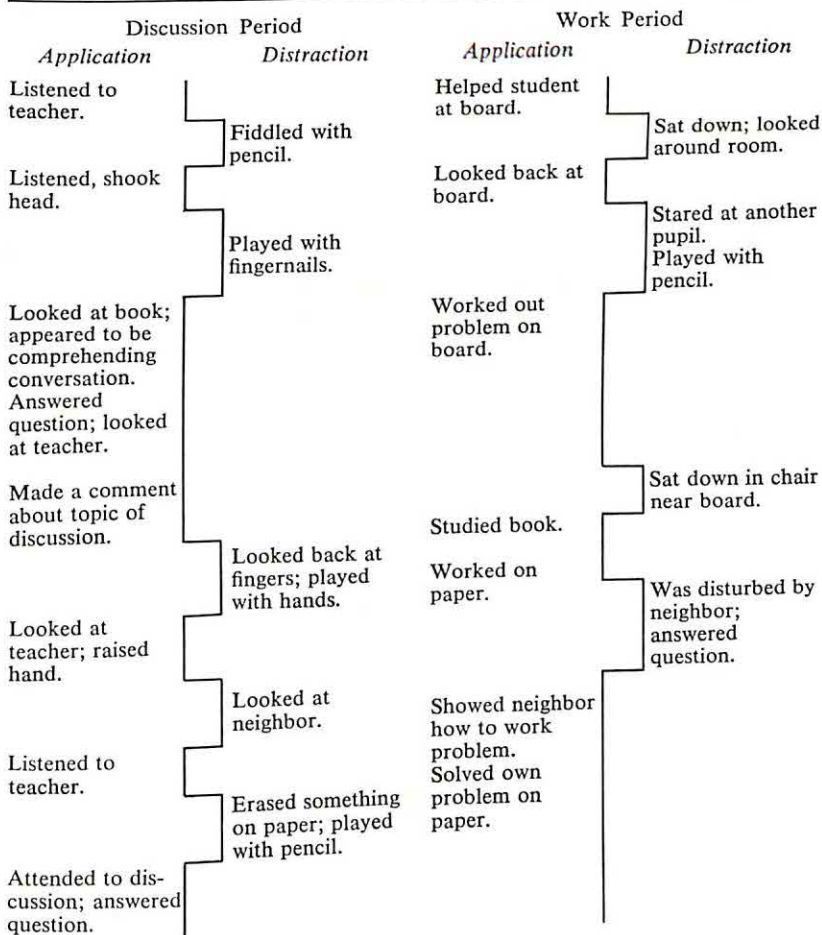 Discussion Period
Application
Distraction
Listened to
teacher.
Fiddled with
pencil.
Listened, shook
head.
Played with
fingernails.
Looked at book;
appeared to be
comprehending
conversation.
Answered
question; looked
at teacher.
Made a comment
about topic of
discussion.
Looked back at
fingers; played
with hands.
Looked at
teacher; raised
hand.
Looked at
neighbor.
Listened to
teacher.
Erased something
on paper; played
with pencil.
Attended to dis-
cussion; answered
question.
Work Period
Application
Distraction
Helped student
at board.
Sat down; looked
around room.
Looked back at
board.
Stared at another
pupil.
Played with
pencil.
Worked out
problem on
board.
Sat down in chair
near board.
Studied book.
Worked on
paper.
Was disturbed by
neighbor;
answered
question.
Showed neighbor
how to work
problem.
Solved own
problem on
paper.